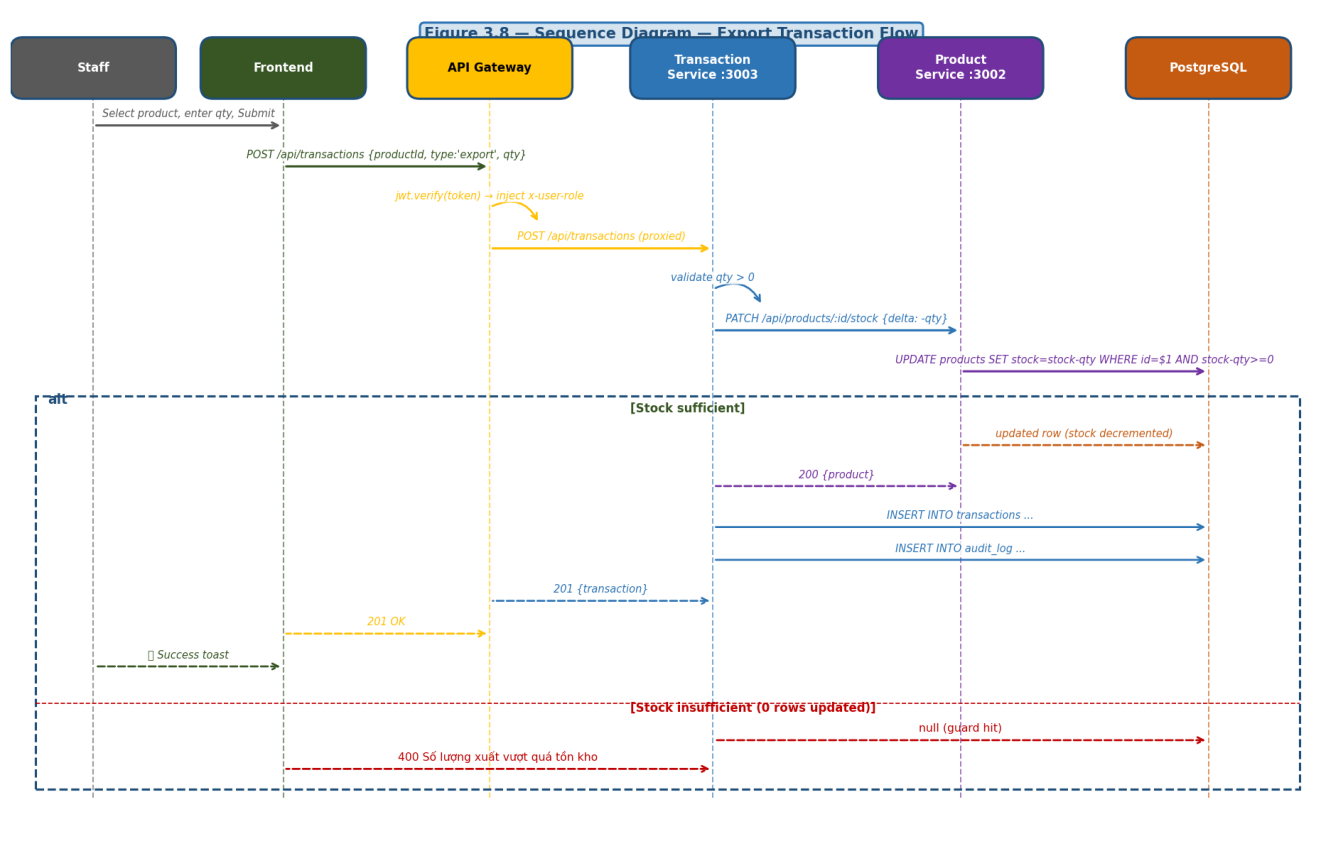 Figure 3.8 — Sequence Diagram — Export Transaction Flow
Staff
Frontend
API Gateway
Transaction
Service :3003
Product
Service :3002
PostgreSQL
Select product, enter qty, Submit
POST /api/transactions {productId, type:'export', qty}
jwt.verify(token) → inject x-user-role
POST /api/transactions (proxied)
validate qty > 0
PATCH /api/products/:id/stock {delta: -qty}
UPDATE products SET stock=stock-qty WHERE id=$1 AND stock-qty>=0
alt
[Stock sufficient]
updated row (stock decremented)
200 {product}
INSERT INTO transactions ...
INSERT INTO audit_log ...
201 {transaction}
201 OK
Success toast
[Stock insufficient (0 rows updated)]
null (guard hit)
400 Số lượng xuất vượt quá tồn kho